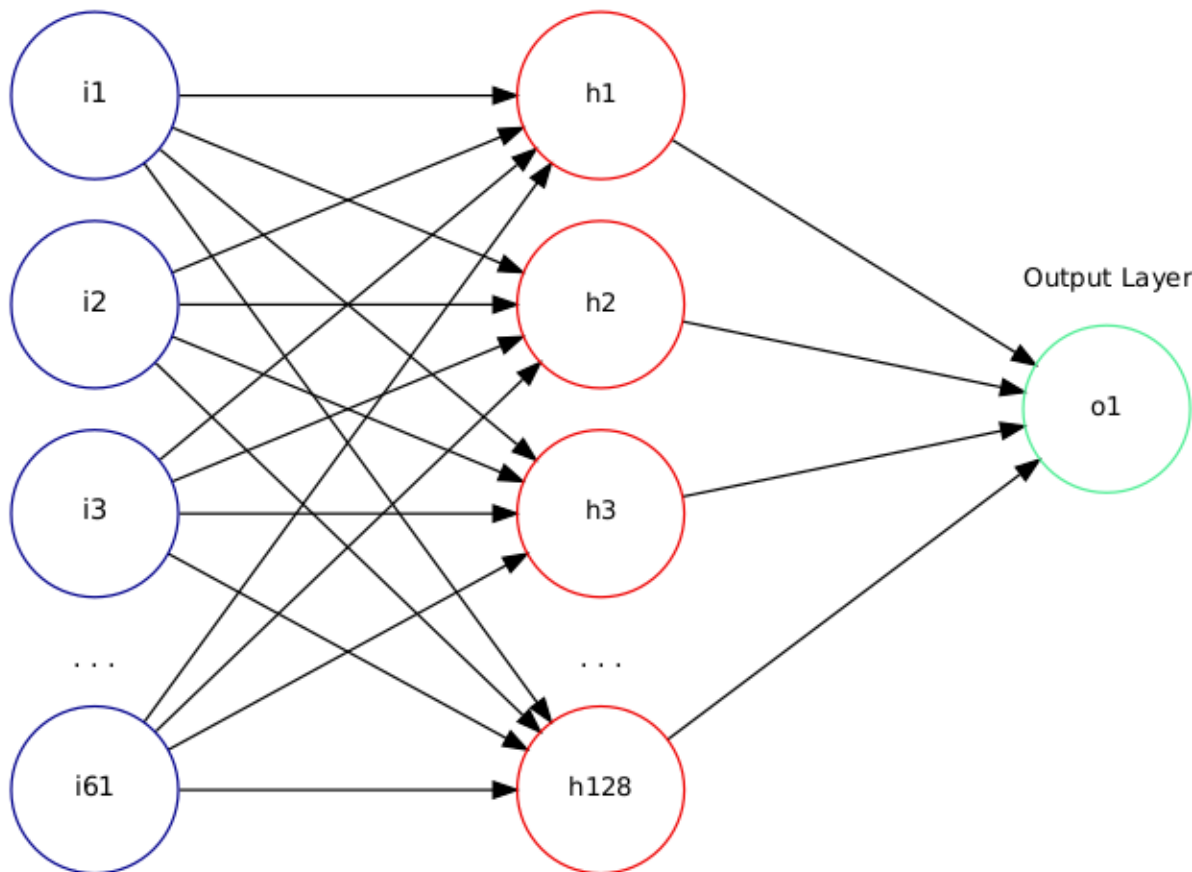 i1
h1
i2
h2
Output Layer
o1
i3
h3
. . .
. . .
i61
h128